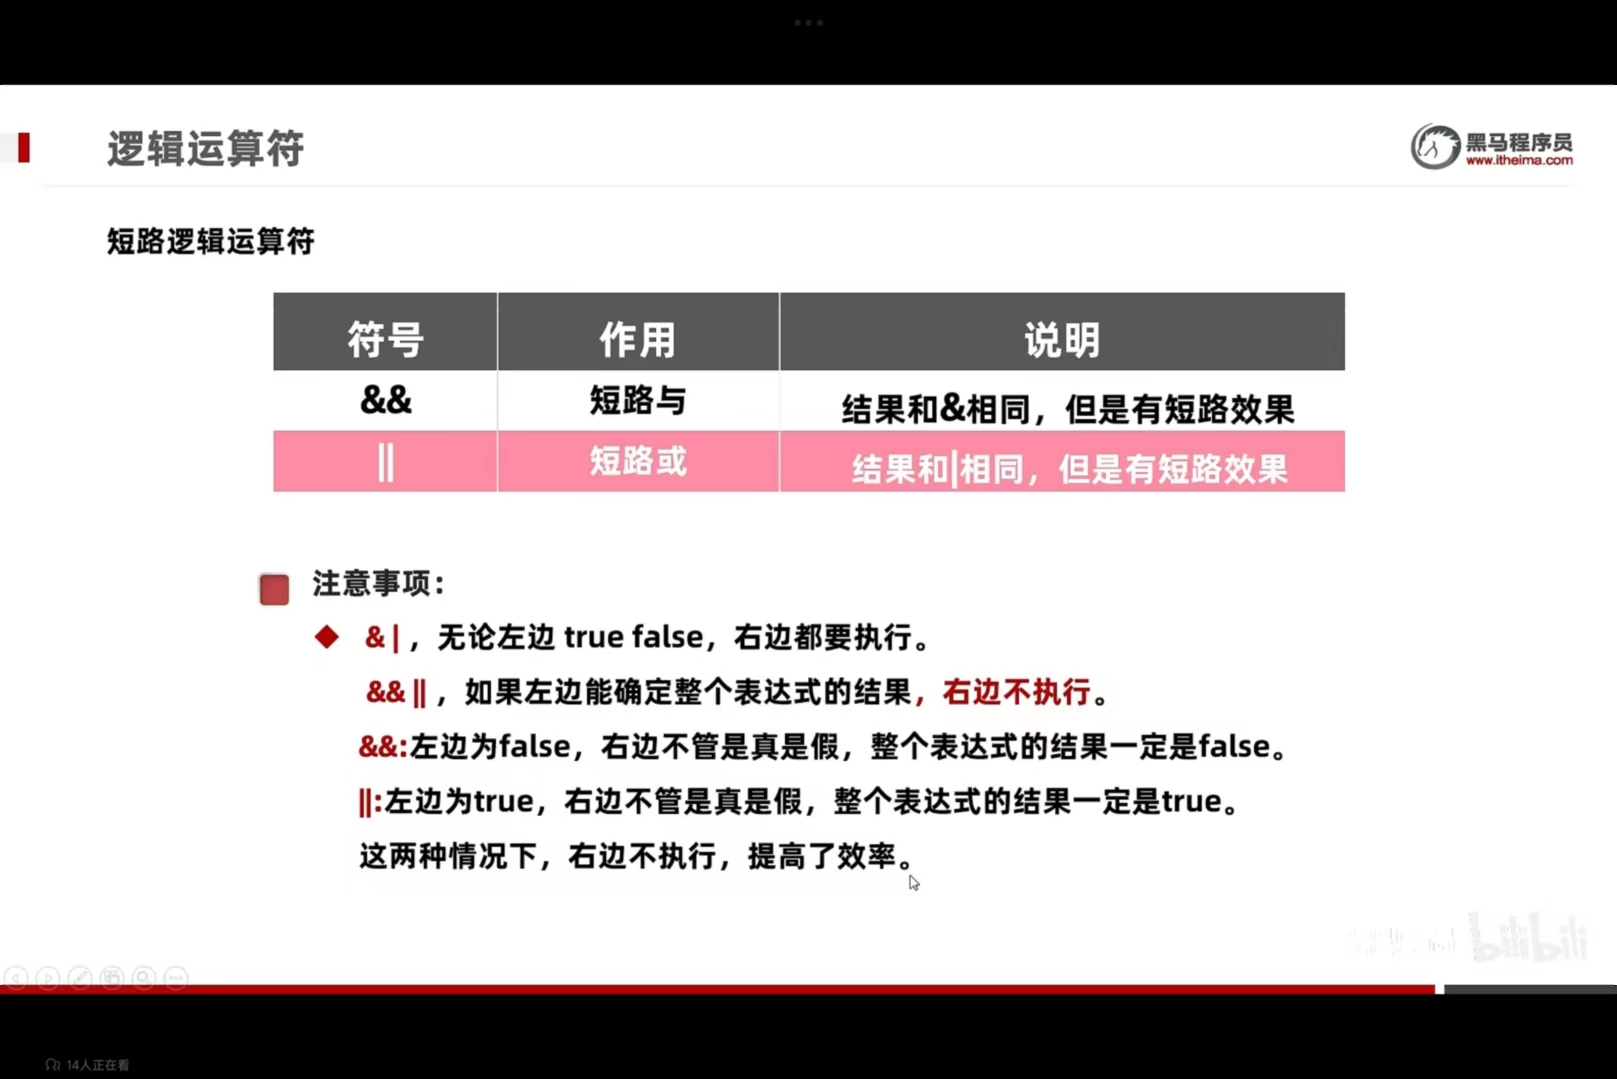 逻辑运算符
黑马程序员
www.itheima.com
短路逻辑运算符
符号 作用 说明
&& 短路与 结果和&相同，但是有短路效果
|| 短路或 结果和|相同，但是有短路效果
注意事项：
& | ，无论左边 true false，右边都要执行。
&& || ，如果左边能确定整个表达式的结果，右边不执行。
&&:左边为false，右边不管是真是假，整个表达式的结果一定是false。
||:左边为true，右边不管是真是假，整个表达式的结果一定是true。
这两种情况下，右边不执行，提高了效率。
bilibili
14人正在看